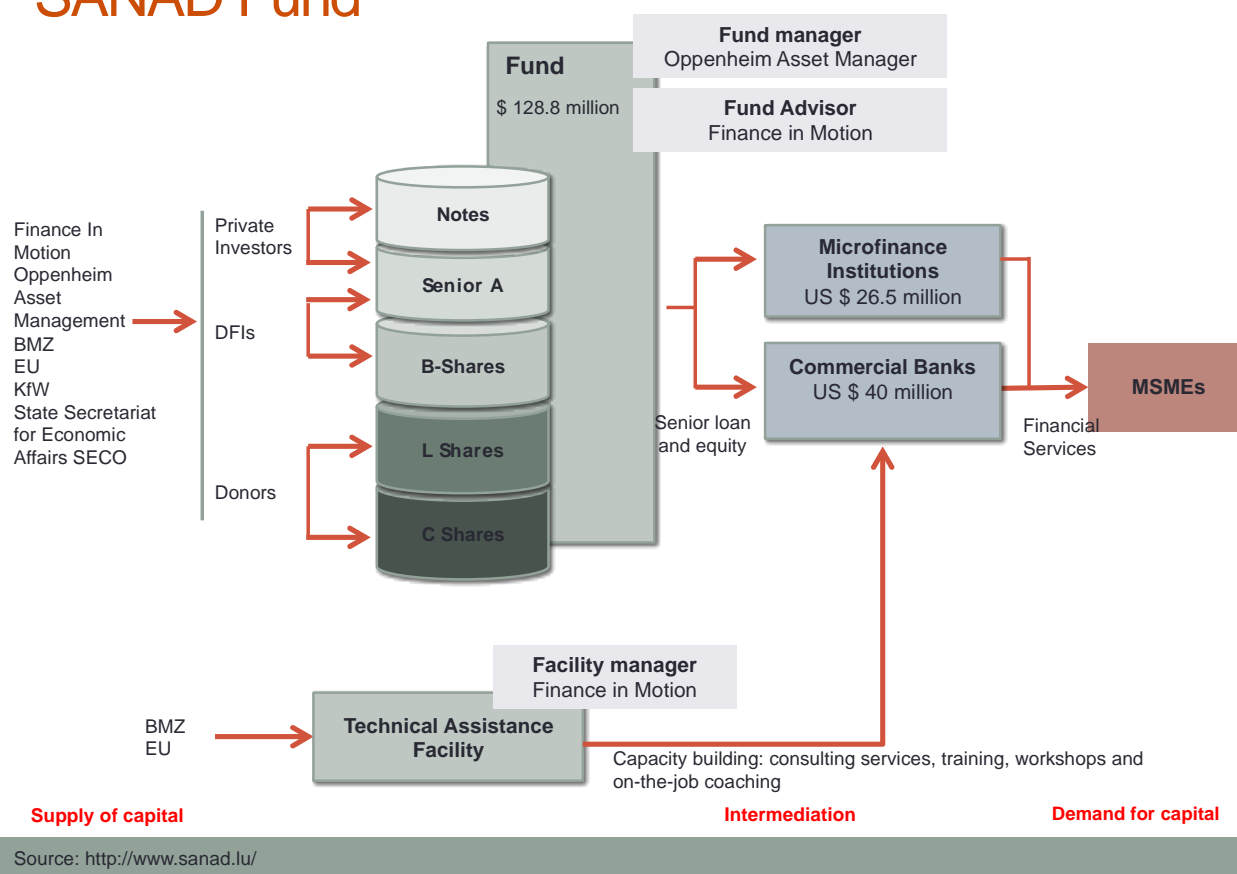 SANAD Fund
Fund manager
Oppenheim Asset Manager
Fund
$ 128.8 million
Fund Advisor
Finance in Motion
Finance In
Motion
Oppenheim
Asset
Management
BMZ
EU
KfW
State Secretariat
for Economic
Affairs SECO
Private
Investors
DFIs
Donors
Notes
Senior A
B-Shares
L Shares
C Shares
Senior loan
and equity
Microfinance
Institutions
US $ 26.5 million
Commercial Banks
US $ 40 million
Financial
Services
MSMEs
Facility manager
Finance in Motion
BMZ
EU
Technical Assistance
Facility
Capacity building: consulting services, training, workshops and
on-the-job coaching
Supply of capital
Intermediation
Demand for capital
Source: http://www.sanad.lu/